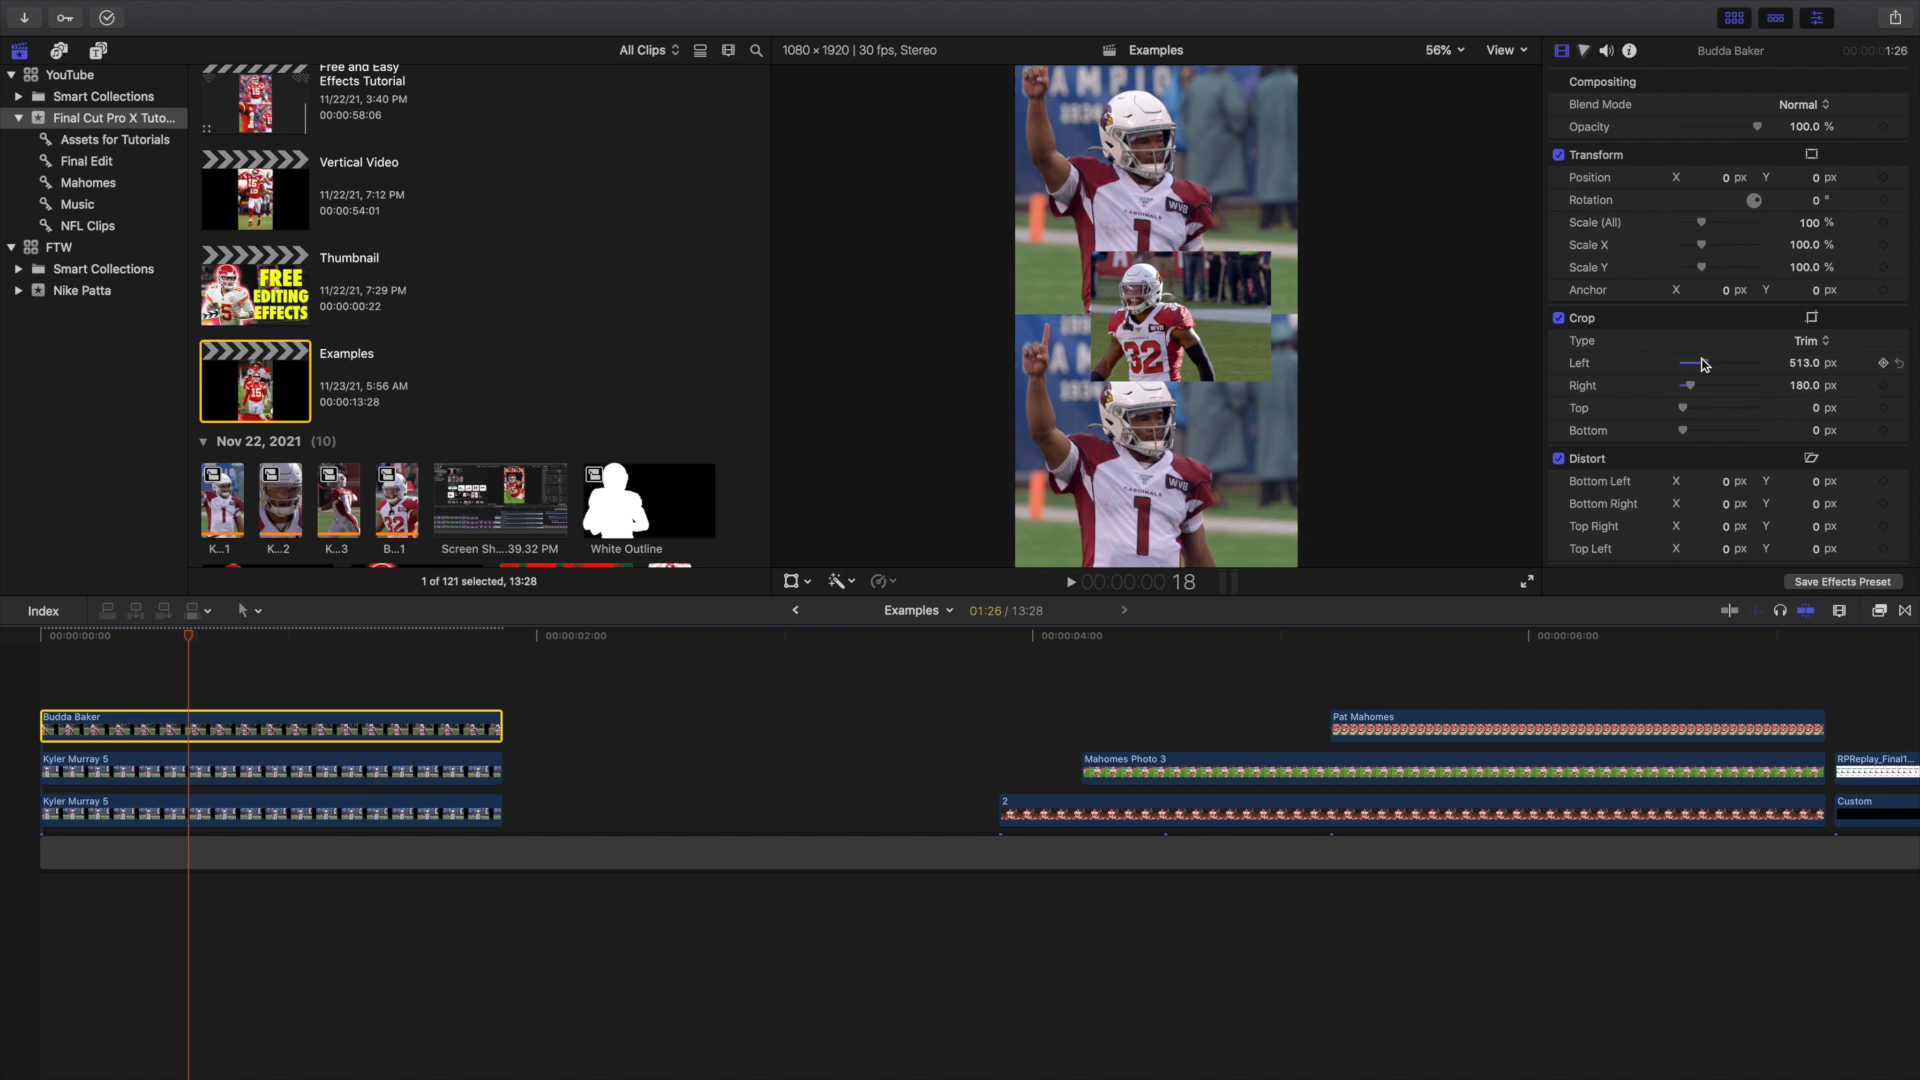 All Clips
1080 × 1920 | 30 fps, Stereo
Examples
56%
View
Budda Baker
00:00:01:26
YouTube
Smart Collections
Final Cut Pro X Tuto...
Assets for Tutorials
Final Edit
Mahomes
Music
NFL Clips
FTW
Smart Collections
Nike Patta
Free and Easy
Effects Tutorial
11/22/21, 3:40 PM
00:00:58:06
Vertical Video
11/22/21, 7:12 PM
00:00:54:01
Thumbnail
11/22/21, 7:29 PM
00:00:00:22
FREE
EDITING
EFFECTS
Examples
11/23/21, 5:56 AM
00:00:13:28
Nov 22, 2021 (10)
K...1
K...2
K...3
B...1
Screen Sh....39.32 PM
White Outline
1 of 121 selected, 13:28
AMPIO
WVB
CARDINALS
1
WVB
32
WVB
CARDINALS
1
00:00:00:18
Compositing
Blend Mode Normal
Opacity 100.0 %
Transform
Position X 0 px Y 0 px
Rotation 0 °
Scale (All) 100 %
Scale X 100.0 %
Scale Y 100.0 %
Anchor X 0 px Y 0 px
Crop
Type Trim
Left 513.0 px
Right 180.0 px
Top 0 px
Bottom 0 px
Distort
Bottom Left X 0 px Y 0 px
Bottom Right X 0 px Y 0 px
Top Right X 0 px Y 0 px
Top Left X 0 px Y 0 px
Save Effects Preset
Index
Examples
01:26 / 13:28
00:00:00:00
00:00:02:00
00:00:04:00
00:00:06:00
Budda Baker
Pat Mahomes
Kyler Murray 5
Mahomes Photo 3
RPReplay_Final1...
Kyler Murray 5
2
Custom